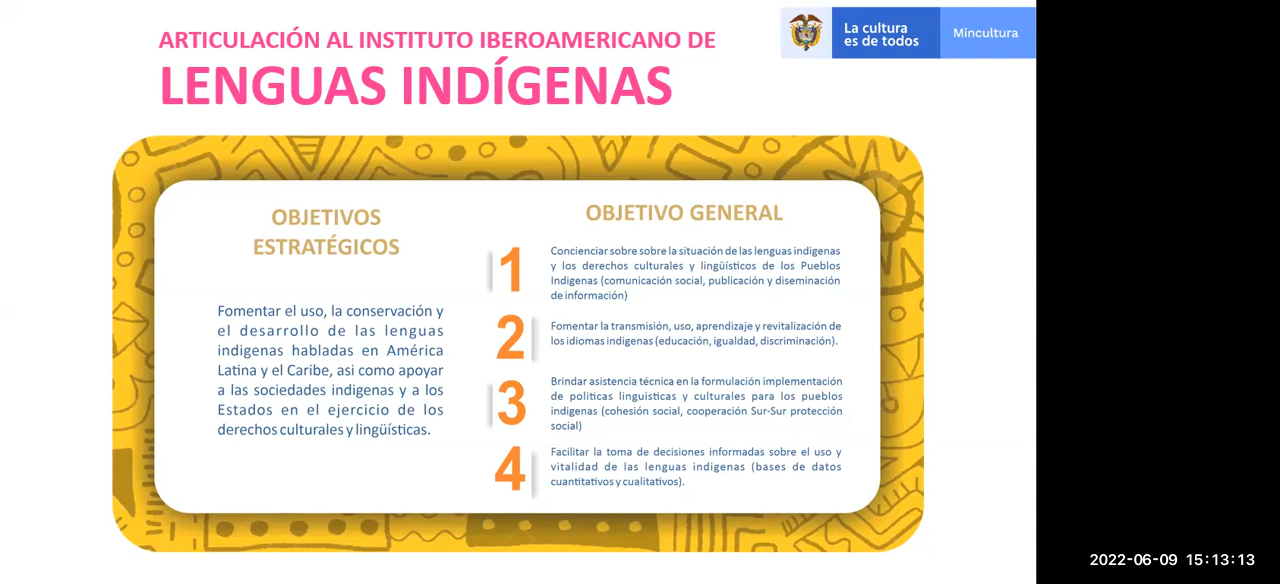 ARTICULACIÓN AL INSTITUTO IBEROAMERICANO DE
LENGUAS INDÍGENAS
La cultura
es de todos
Mincultura
OBJETIVOS
ESTRATÉGICOS
Fomentar el uso, la conservación y
el desarrollo de las lenguas
indigenas habladas en América
Latina y el Caribe, asi como apoyar
a las sociedades indigenas y a los
Estados en el ejercicio de los
derechos culturales y lingüísticas.
OBJETIVO GENERAL
1
Concienciar sobre sobre la situación de las lenguas indigenas
y los derechos culturales y lingüísticos de los Pueblos
Indigenas (comunicación social, publicación y diseminación
de información)
2
Fomentar la transmisión, uso, aprendizaje y revitalización de
los idiomas indigenas (educación, igualdad, discriminación).
3
Brindar asistencia técnica en la formulación implementación
de politicas linguisticas y culturales para los pueblos
indigenas (cohesión social, cooperación Sur-Sur protección
social)
4
Facilitar la toma de decisiones informadas sobre el uso y
vitalidad de las lenguas indigenas (bases de datos
cuantitativos y cualitativos).
2022-06-09 15:13:13